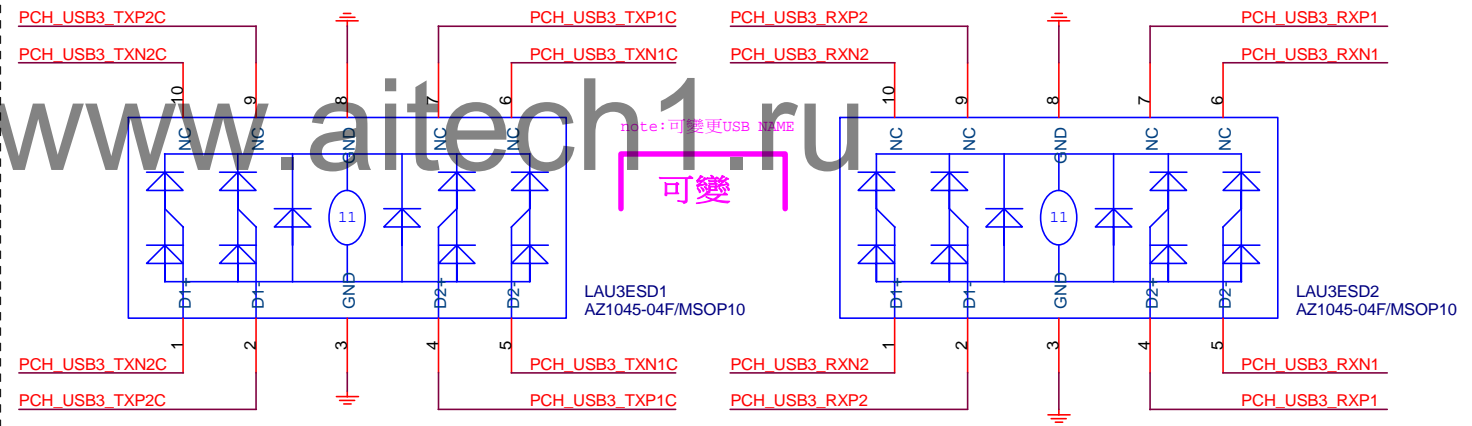 PCH_USB3_TXP2C
PCH_USB3_TXP1C
PCH_USB3_RXP2
PCH_USB3_RXP1
PCH_USB3_TXN2C
PCH_USB3_TXN1C
PCH_USB3_RXN2
PCH_USB3_RXN1
www.aitech1.ru
10 9 8 7 6
10 9 8 7 6
NC NC GND NC NC
NC NC GND NC NC
note:可變更USB NAME
可變
11
11
D1+ D1- GND D2+ D2-
D1+ D1- GND D2+ D2-
LAU3ESD1
AZ1045-04F/MSOP10
LAU3ESD2
AZ1045-04F/MSOP10
1 2 3 4 5
1 2 3 4 5
PCH_USB3_TXN2C
PCH_USB3_TXN1C
PCH_USB3_RXN2
PCH_USB3_RXN1
PCH_USB3_TXP2C
PCH_USB3_TXP1C
PCH_USB3_RXP2
PCH_USB3_RXP1